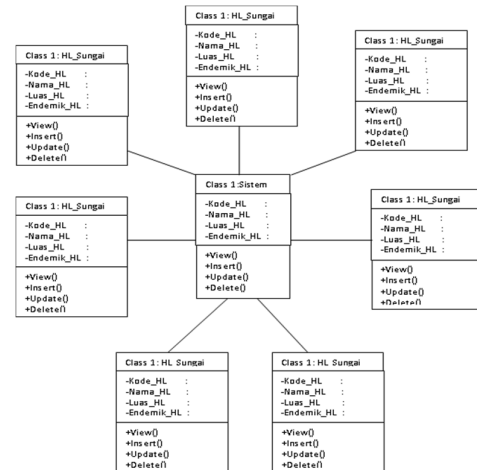 Class 1: HL_Sungai
-Kode_HL :
-Nama_HL :
-Luas_HL :
-Endemik_HL :
+View()
+Insert()
+Update()
+Delete()
Class 1: HL_Sungai
-Kode_HL :
-Nama_HL :
-Luas_HL :
-Endemik_HL :
+View()
+Insert()
+Update()
+Delete()
Class 1: HL_Sungai
-Kode_HL :
-Nama_HL :
-Luas_HL :
-Endemik_HL :
+View()
+Insert()
+Update()
+Delete()
Class 1:Sistem
-Kode_HL :
-Nama_HL :
-Luas_HL :
-Endemik_HL :
+View()
+Insert()
+Update()
+Delete()
Class 1: HL_Sungai
-Kode_HL :
-Nama_HL :
-Luas_HL :
-Endemik_HL :
+View()
+Insert()
+Update()
+Delete()
Class 1: HL_Sungai
-Kode_HL :
-Nama_HL :
-Luas_HL :
-Endemik_HL :
+View()
+Insert()
+Update()
+Delete()
Class 1: HL_Sungai
-Kode_HL :
-Nama_HL :
-Luas_HL :
-Endemik_HL :
+View()
+Insert()
+Update()
+Delete()
Class 1: HL_Sungai
-Kode_HL :
-Nama_HL :
-Luas_HL :
-Endemik_HL :
+View()
+Insert()
+Update()
+Delete()